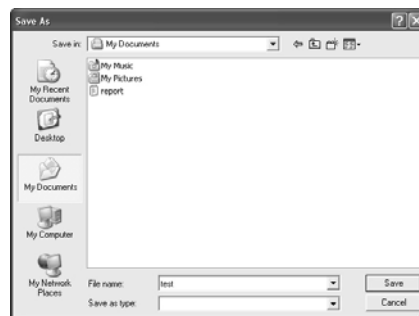 Save As
Save in:
My Documents
My Recent
Documents
Desktop
My Documents
My Computer
My Network
Places
My Music
My Pictures
report
File name:
test
Save
Save as type:
Cancel